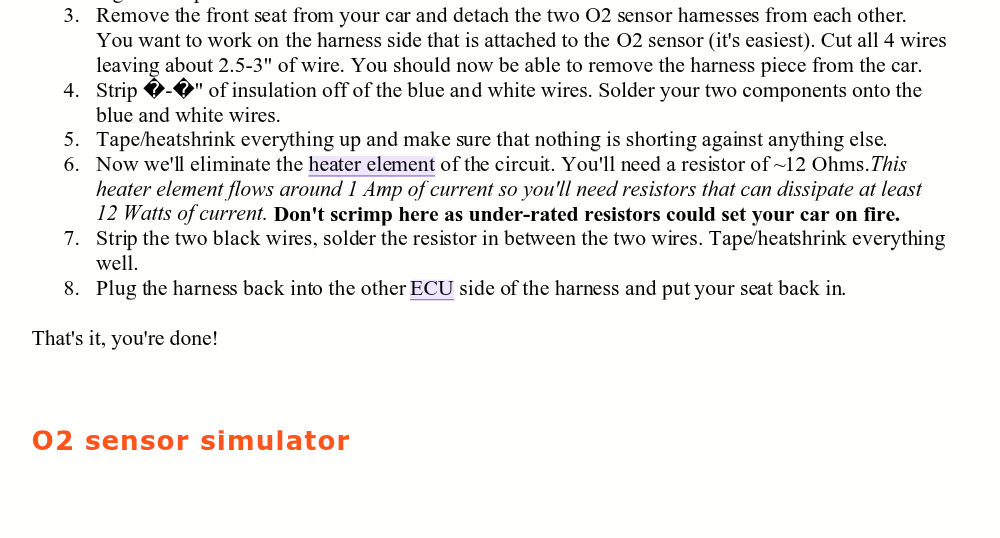 3. Remove the front seat from your car and detach the two O2 sensor harnesses from each other.
You want to work on the harness side that is attached to the O2 sensor (it's easiest). Cut all 4 wires
leaving about 2.5-3" of wire. You should now be able to remove the harness piece from the car.
4. Strip �-�" of insulation off of the blue and white wires. Solder your two components onto the
blue and white wires.
5. Tape/heatshrink everything up and make sure that nothing is shorting against anything else.
6. Now we'll eliminate the heater element of the circuit. You'll need a resistor of ~12 Ohms.This
heater element flows around 1 Amp of current so you'll need resistors that can dissipate at least
12 Watts of current. Don't scrimp here as under-rated resistors could set your car on fire.
7. Strip the two black wires, solder the resistor in between the two wires. Tape/heatshrink everything
well.
8. Plug the harness back into the other ECU side of the harness and put your seat back in.
That's it, you're done!
O2 sensor simulator